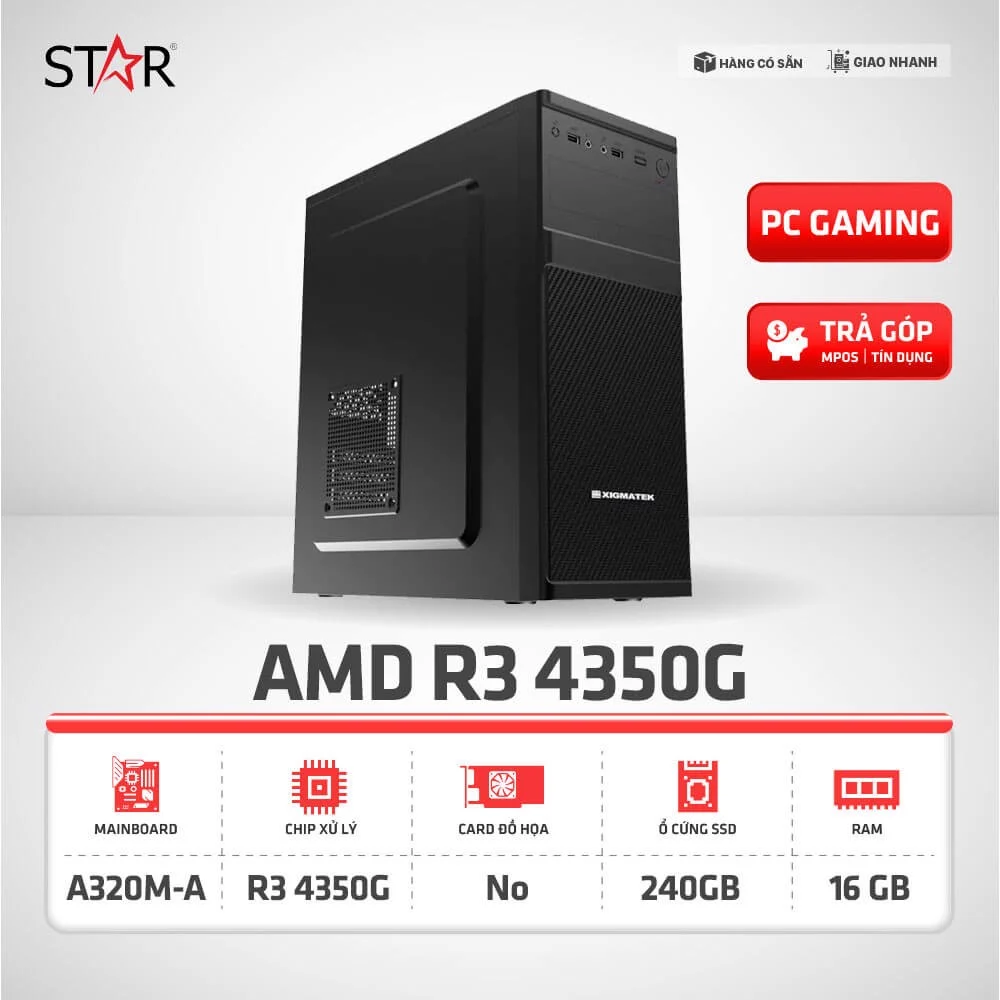 STAR®
HÀNG CÓ SẴN
GIAO NHANH
PC GAMING
TRẢ GÓP
MPOS | TÍN DỤNG
XIGMATEK
AMD R3 4350G
MAINBOARD
CHIP XỬ LÝ
CARD ĐỒ HỌA
Ổ CỨNG SSD
RAM
A320M-A
R3 4350G
No
240GB
16 GB